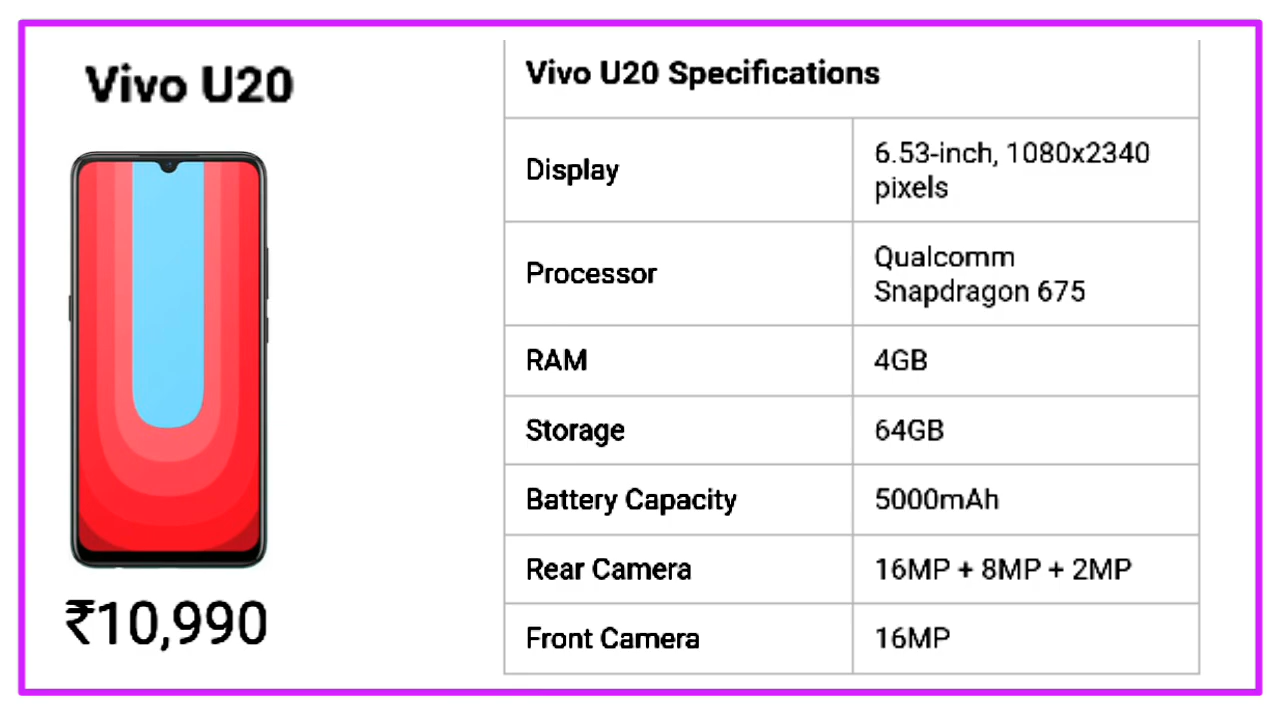 Vivo U20
₹10,990
Vivo U20 Specifications
Display
6.53-inch, 1080x2340
pixels
Processor
Qualcomm
Snapdragon 675
RAM
4GB
Storage
64GB
Battery Capacity
5000mAh
Rear Camera
16MP + 8MP + 2MP
Front Camera
16MP